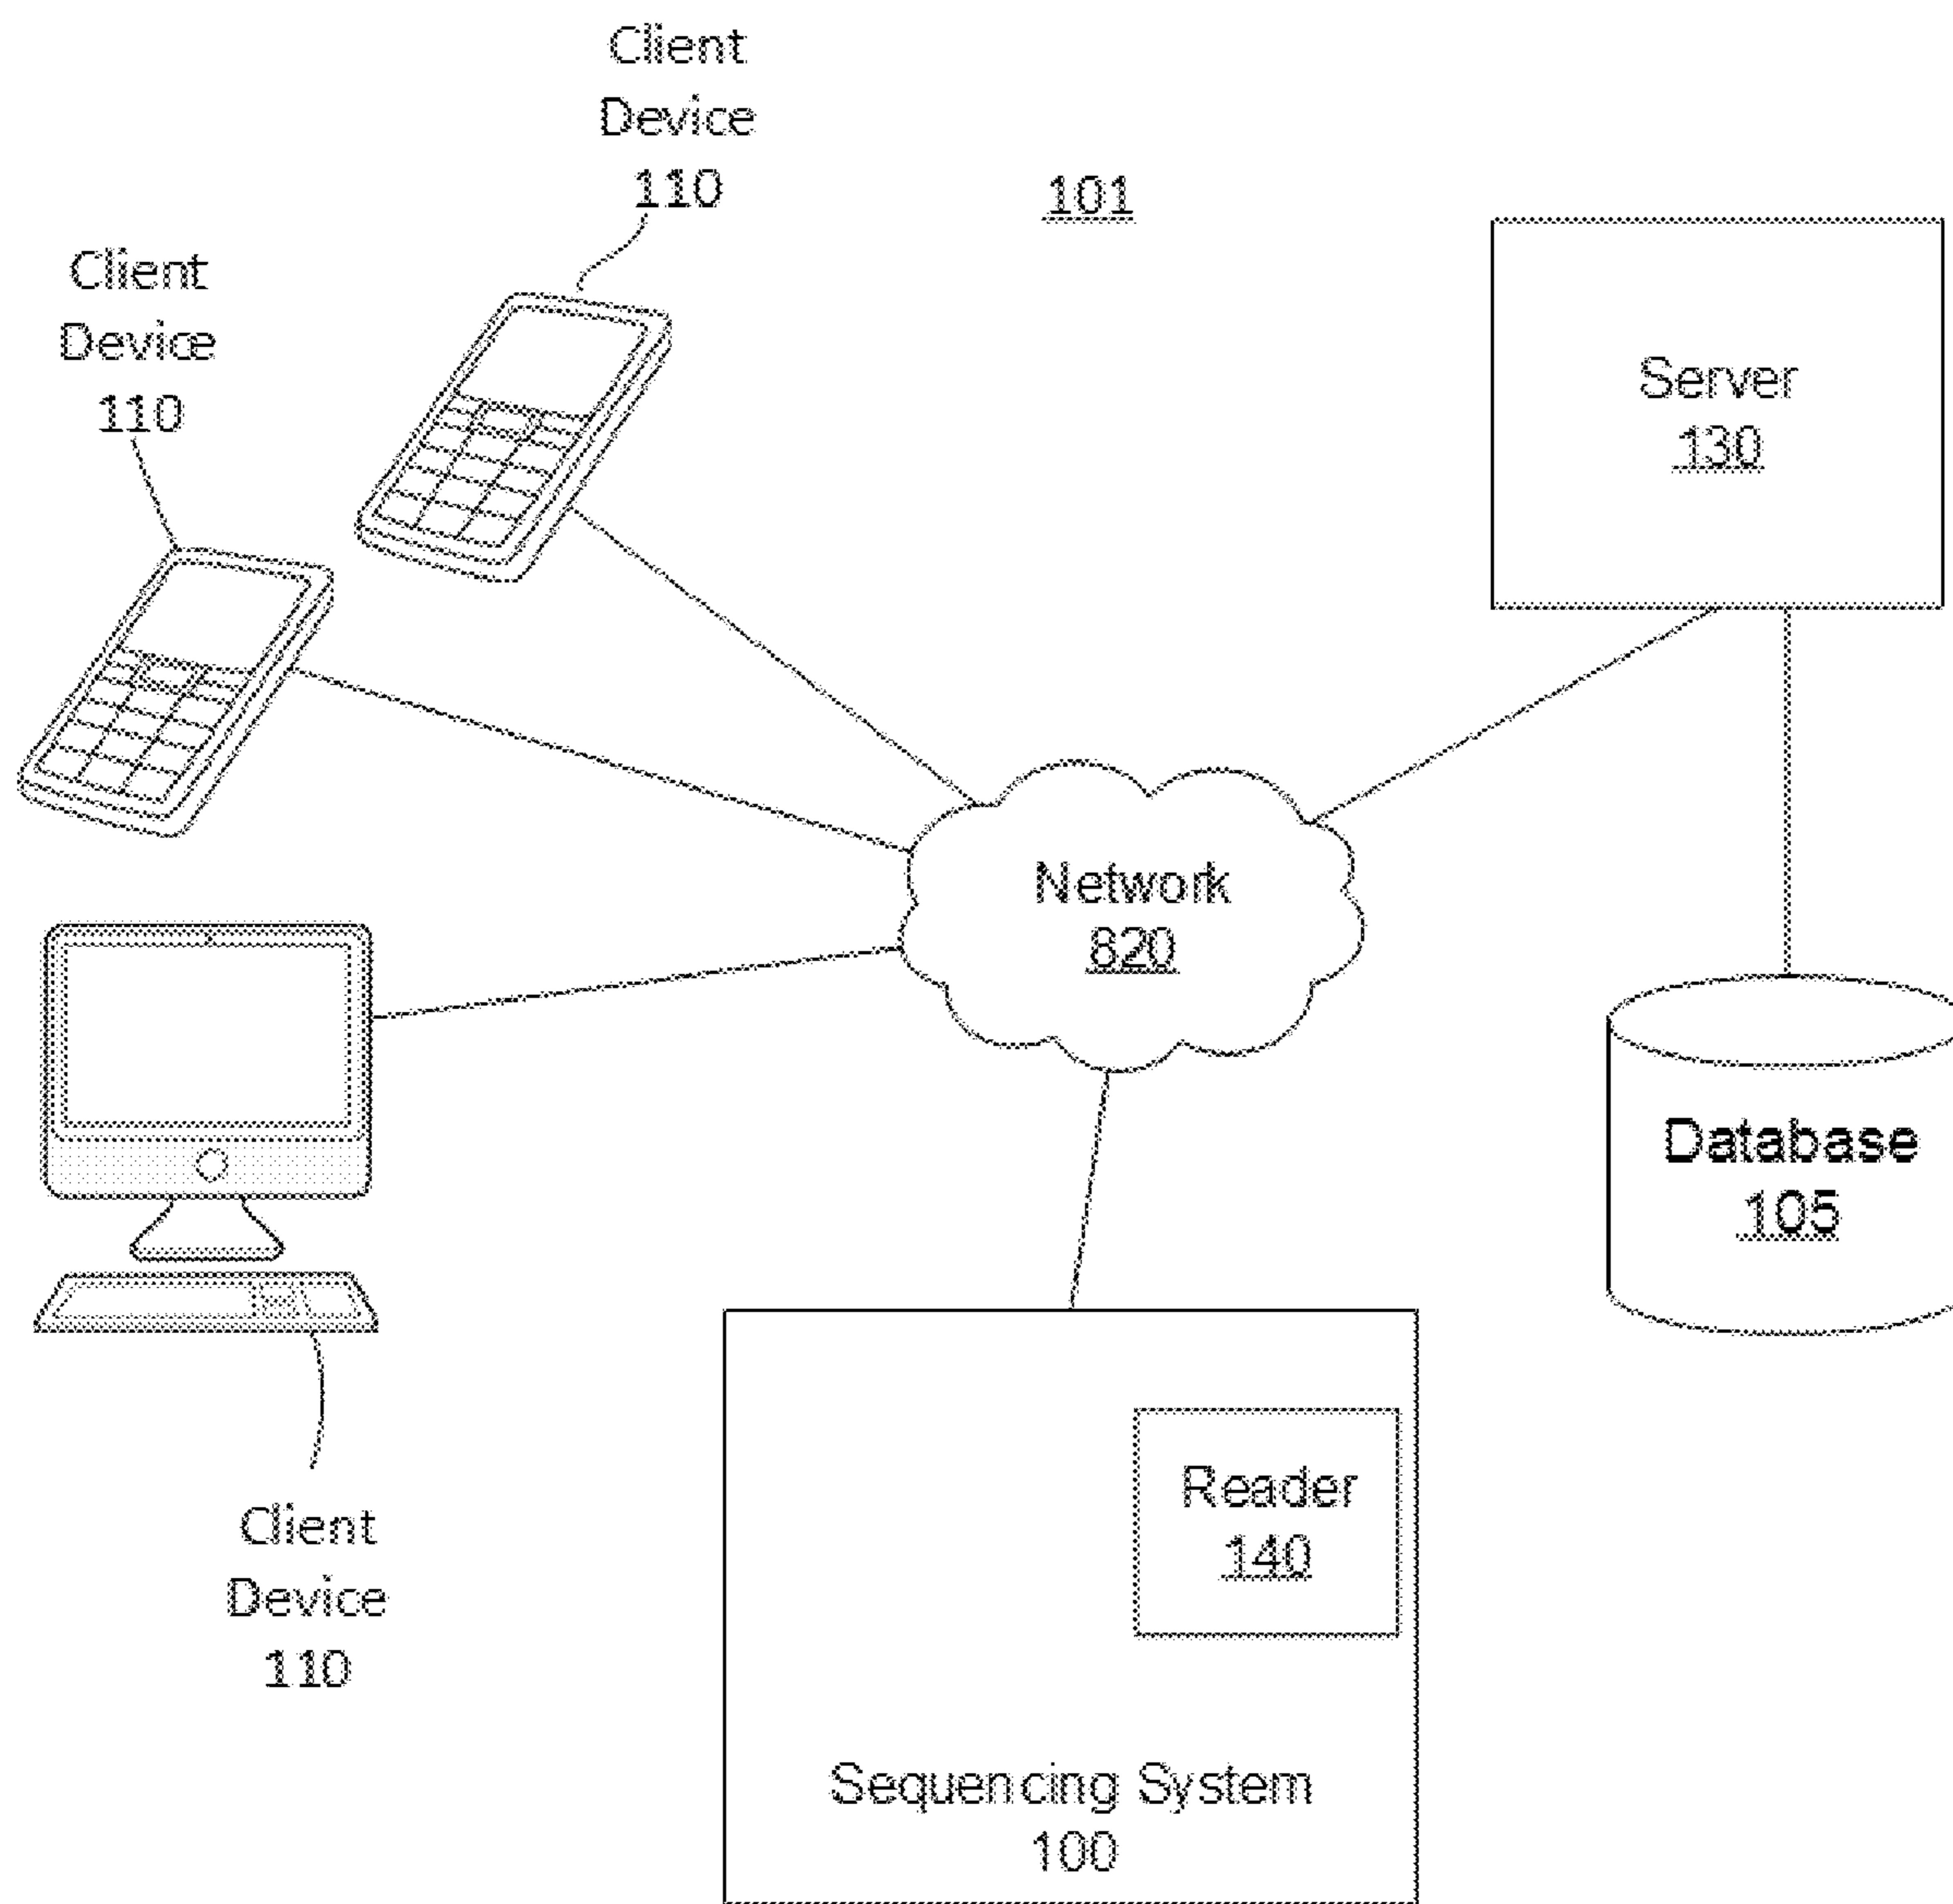 Client
Device
110
101
Client
Device
110
Server
130
Network
820
Database
105
Reader
140
Client
Device
110
Sequencing System
100